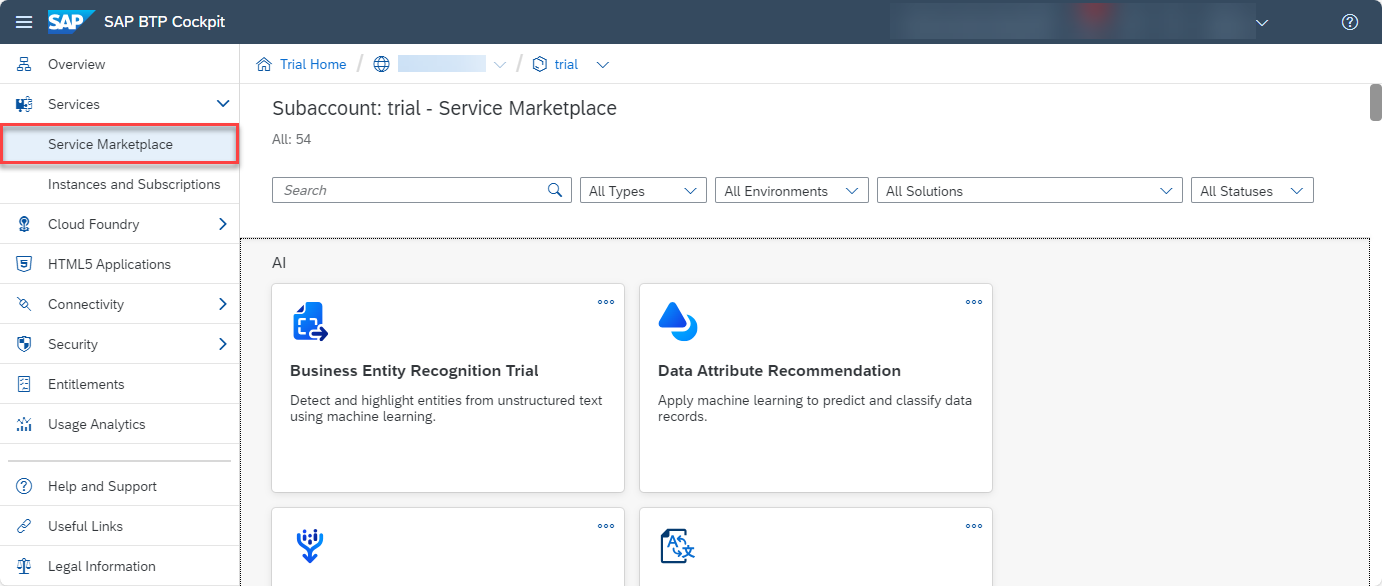 SAP SAP BTP Cockpit
Overview
Services
Service Marketplace
Instances and Subscriptions
Cloud Foundry
HTML5 Applications
Connectivity
Security
Entitlements
Usage Analytics
Help and Support
Useful Links
Legal Information
Trial Home / / trial
Subaccount: trial - Service Marketplace
All: 54
Search
All Types
All Environments
All Solutions
All Statuses
AI
Business Entity Recognition Trial
Detect and highlight entities from unstructured text
using machine learning.
Data Attribute Recommendation
Apply machine learning to predict and classify data
records.
A
文